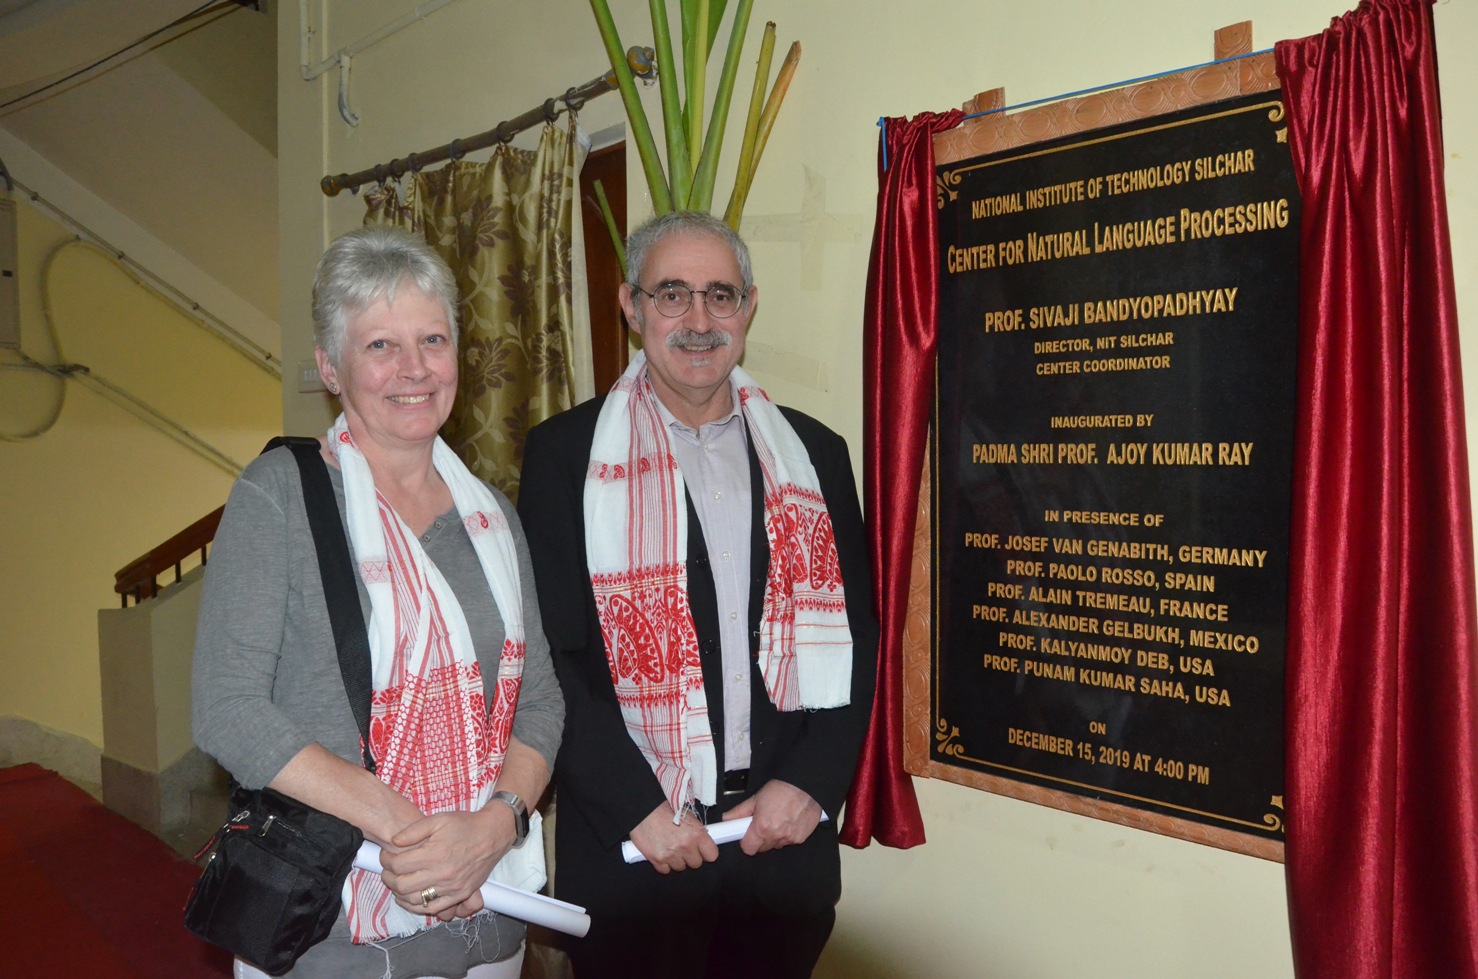 NATIONAL INSTITUTE OF TECHNOLOGY SILCHAR
CENTER FOR NATURAL LANGUAGE PROCESSING
PROF. SIVAJI BANDYOPADHYAY
DIRECTOR, NIT SILCHAR
CENTER COORDINATOR
INAUGURATED BY
PADMA SHRI PROF. AJOY KUMAR RAY
IN PRESENCE OF
PROF. JOSEF VAN GENABITH, GERMANY
PROF. PAOLO ROSSO, SPAIN
PROF. ALAIN TREMEAU, FRANCE
PROF. ALEXANDER GELBUKH, MEXICO
PROF. KALYANMOY DEB, USA
PROF. PUNAM KUMAR SAHA, USA
ON
DECEMBER 15, 2019 AT 4:00 PM